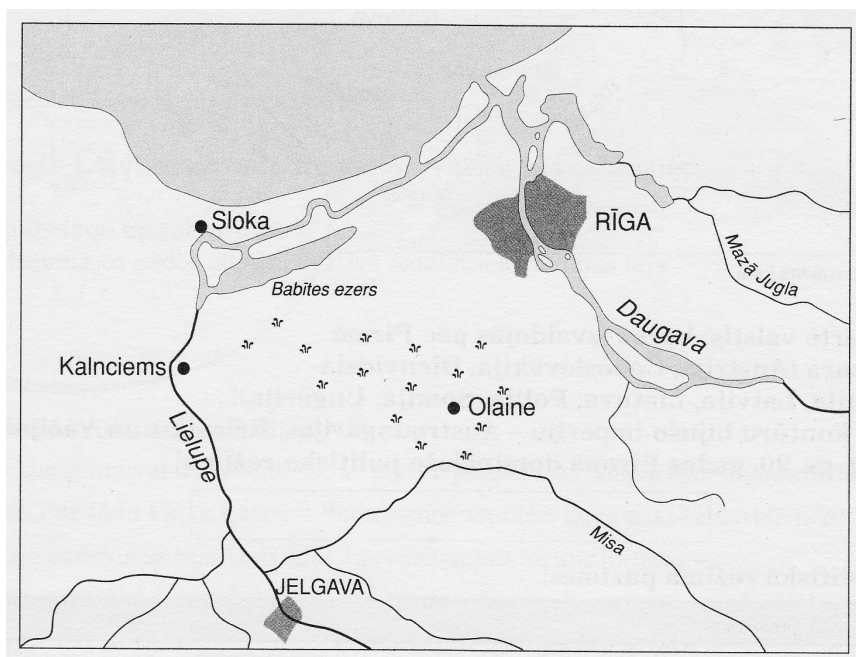 Sloka
RĪGA
Mazā Jugla
Babītes ezers
Daugava
Kalnciems
Olaine
Lielupe
Misa
JELGAVA